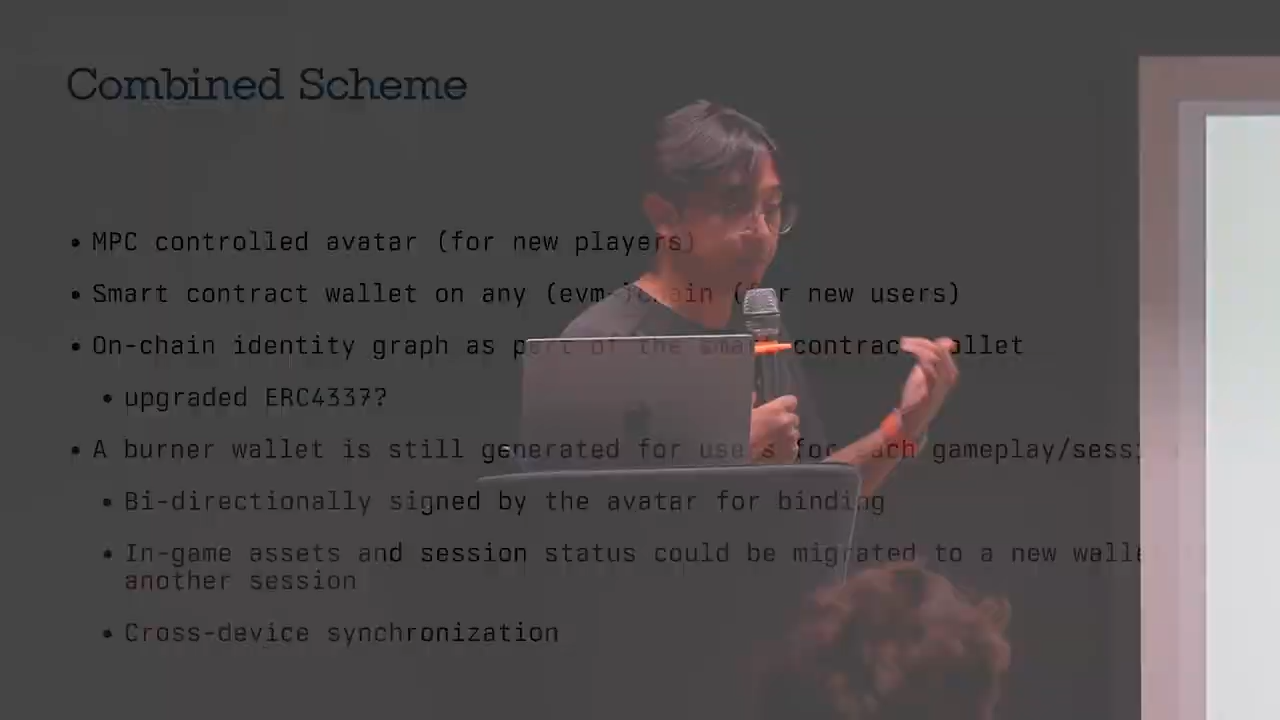 Combined Scheme
• MPC controlled avatar (for new players)
• Smart contract wallet on any (evm-)chain (for new users)
• On-chain identity graph as part of the smart contract wallet
• upgraded ERC4337?
• A burner wallet is still generated for users for each gameplay/
• Bi-directionally signed by the avatar for binding
• In-game assets and session status could be migrated to a new
another session
• Cross-device synchronization